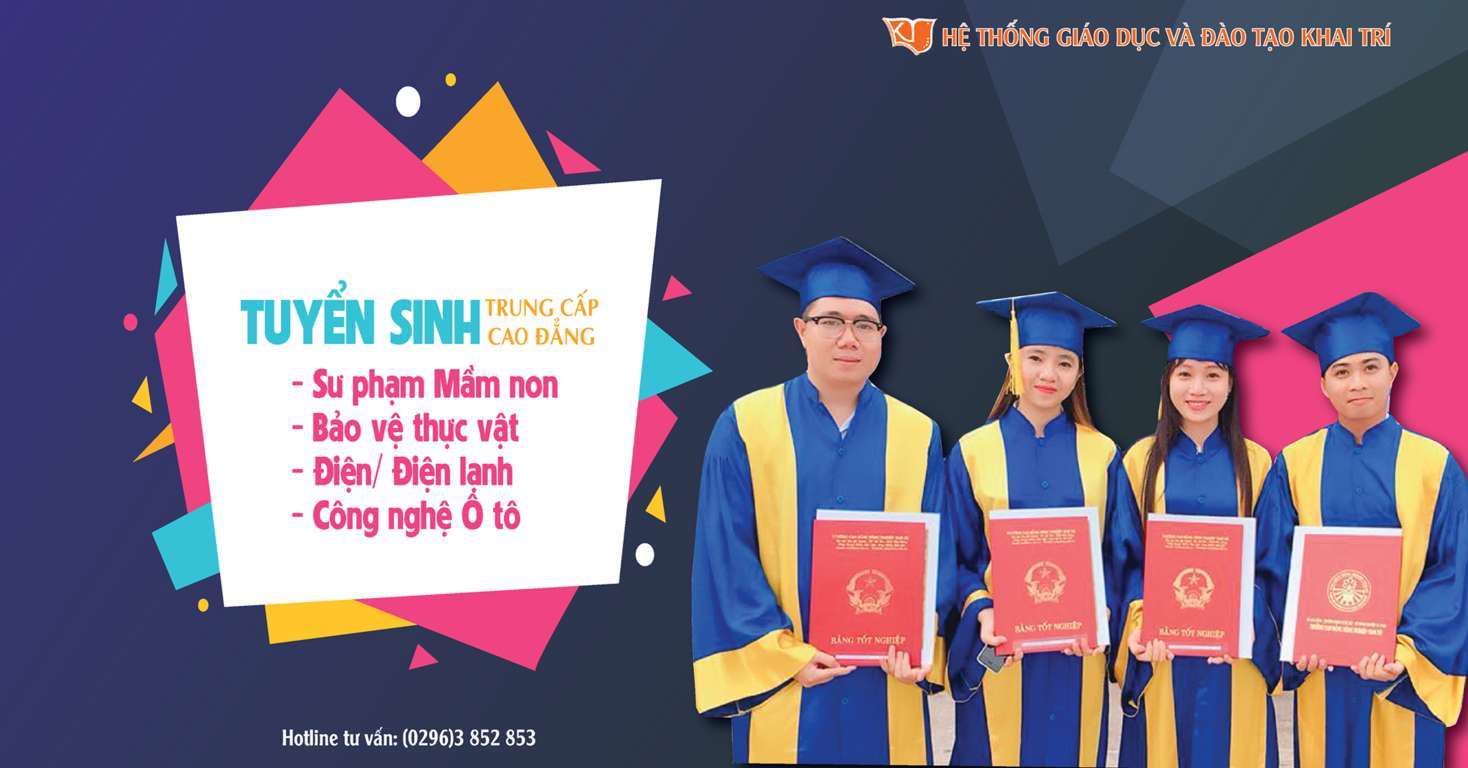 KT HỆ THỐNG GIÁO DỤC VÀ ĐÀO TẠO KHAI TRÍ
TUYỂN SINH TRUNG CẤP
CAO ĐẲNG
- Sư phạm Mầm non
- Bảo vệ thực vật
- Điện/ Điện lạnh
- Công nghệ Ô tô
BẰNG TỐT NGHIỆP
BẰNG TỐT NGHIỆP
BẰNG TỐT NGHIỆP
Hotline tư vấn: (0296)3 852 853